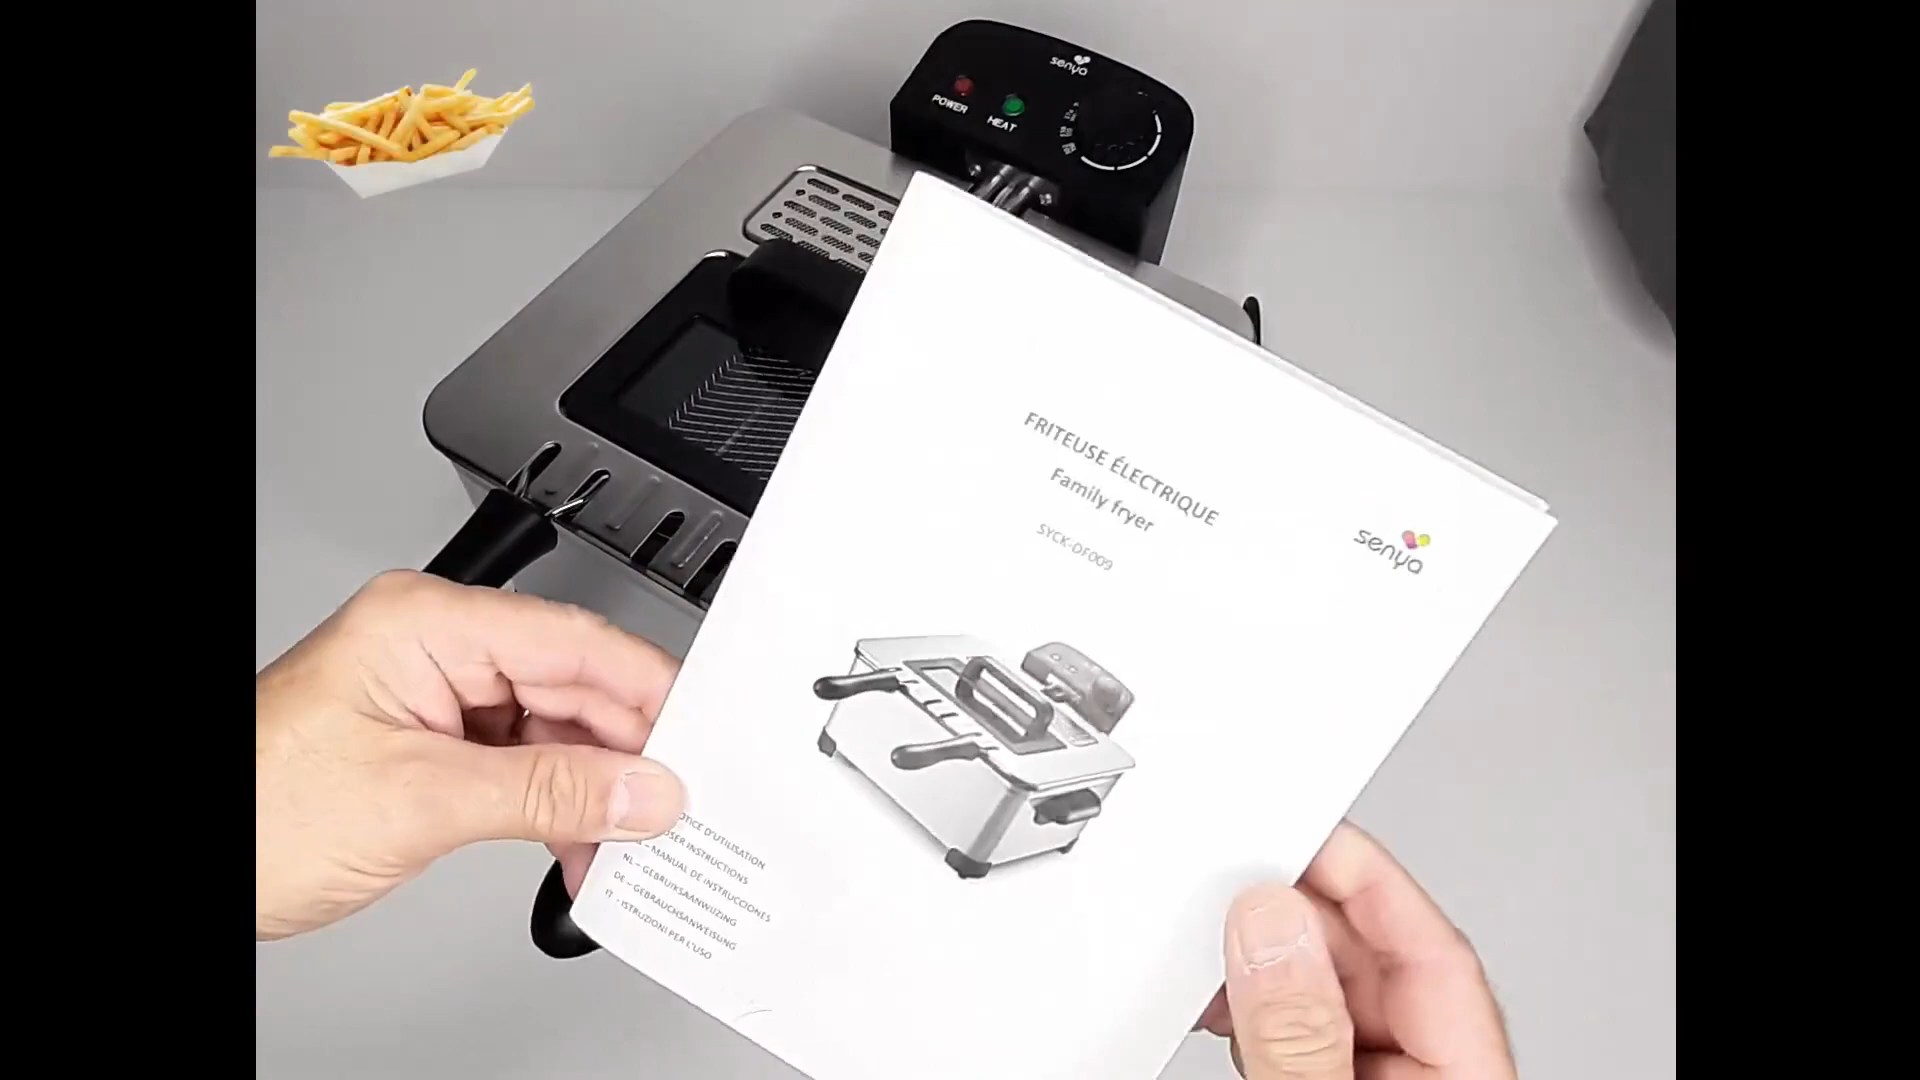 senya
POWER
HEAT
FRITEUSE ÉLECTRIQUE
Family fryer
SYCK-DF009
senya
D'UTILISATION
USER INSTRUCTIONS
– MANUAL DE INSTRUCCIONES
NL – GEBRUIKSAANWIJZING
DE – GEBRAUCHSANWEISUNG
IT - ISTRUZIONI PER L'USO